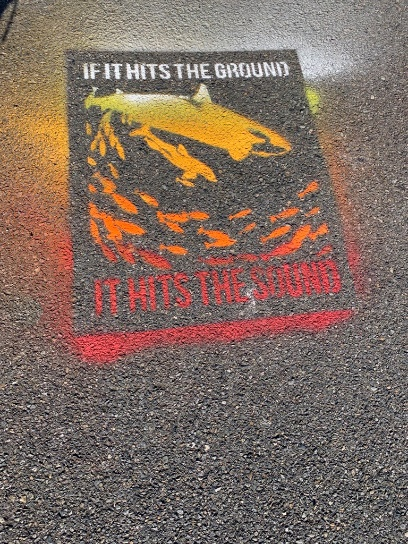 IF IT HITS THE GROUND
IT HITS THE SOUND